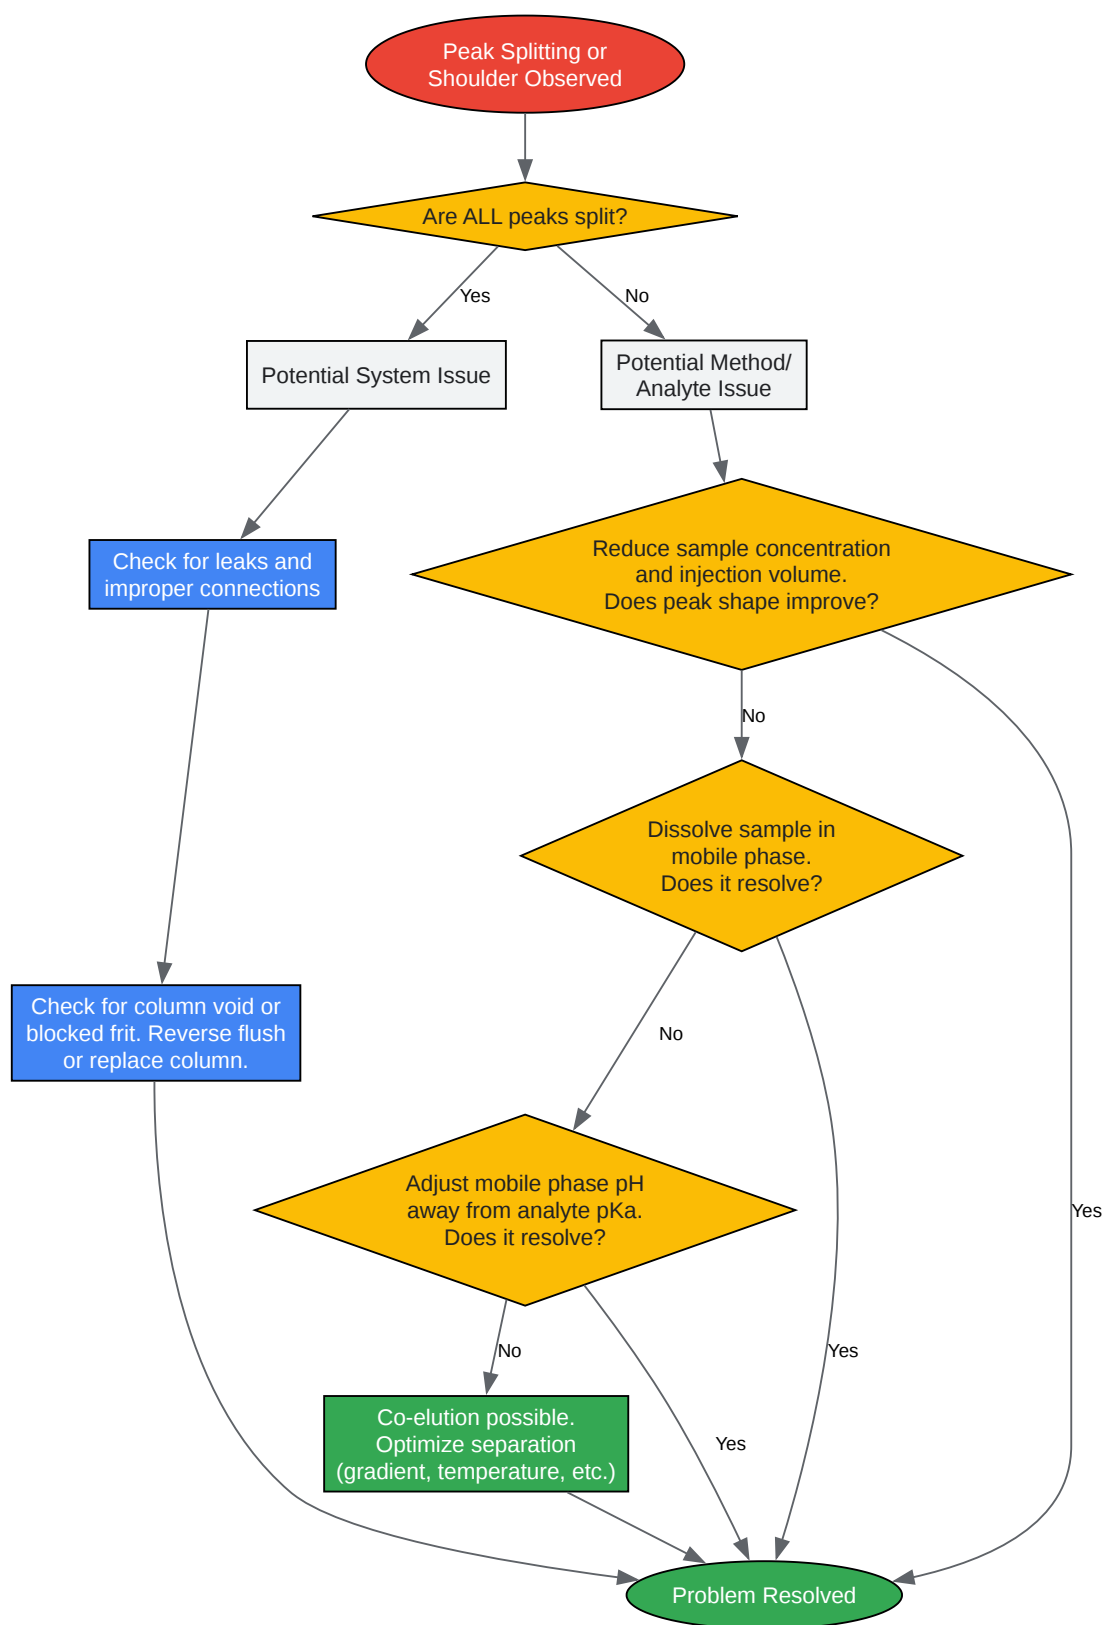 Peak Splitting or
Shoulder Observed
Are ALL peaks split?
Yes
No
Potential System Issue
Potential Method/
Analyte Issue
Check for leaks and
improper connections
Reduce sample concentration
and injection volume.
Does peak shape improve?
No
Dissolve sample in
mobile phase.
Does it resolve?
Check for column void or
blocked frit. Reverse flush
or replace column.
No
Adjust mobile phase pH
away from analyte pKa.
Does it resolve?
Yes
No
Yes
Co-elution possible.
Optimize separation
(gradient, temperature, etc.)
Yes
Problem Resolved